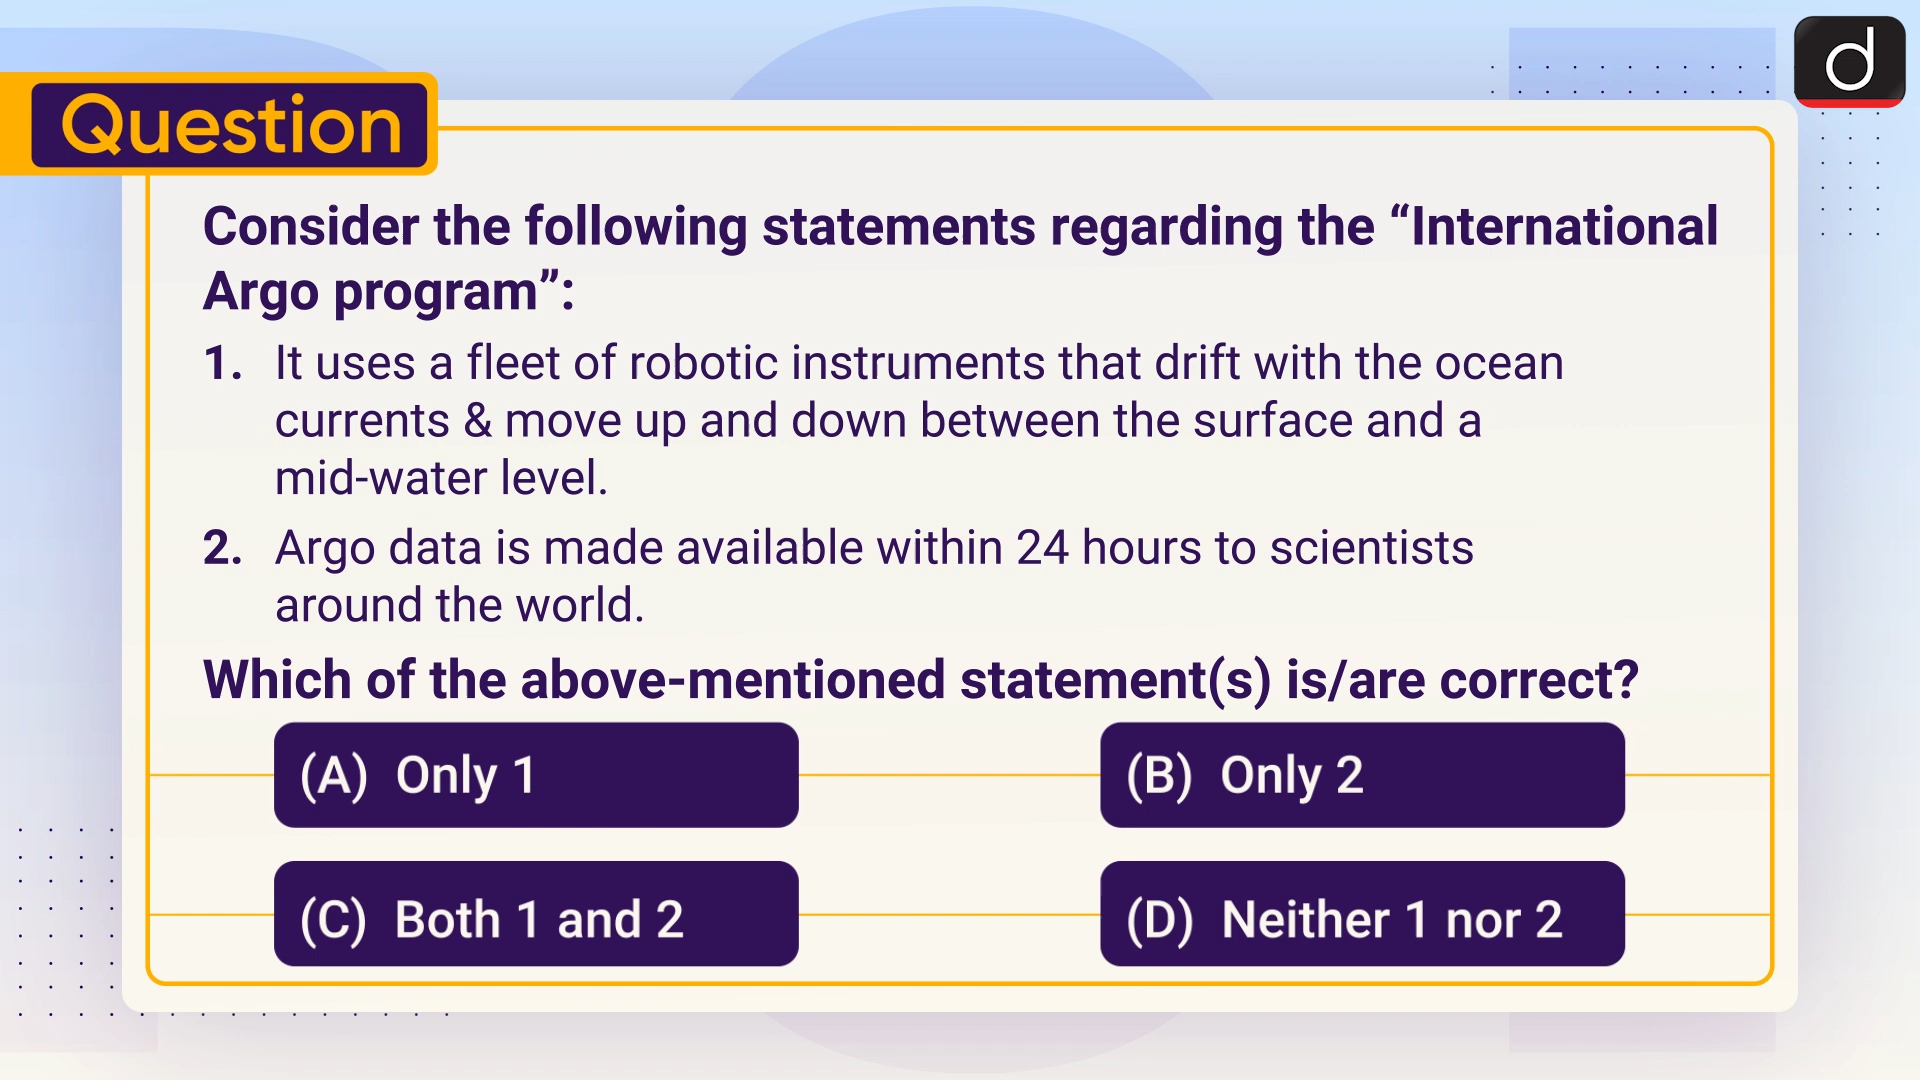 Question
Consider the following statements regarding the “International
Argo program”:
1. It uses a fleet of robotic instruments that drift with the ocean
currents & move up and down between the surface and a
mid-water level.
2. Argo data is made available within 24 hours to scientists
around the world.
Which of the above-mentioned statement(s) is/are correct?
(A) Only 1
(B) Only 2
(C) Both 1 and 2
(D) Neither 1 nor 2
d